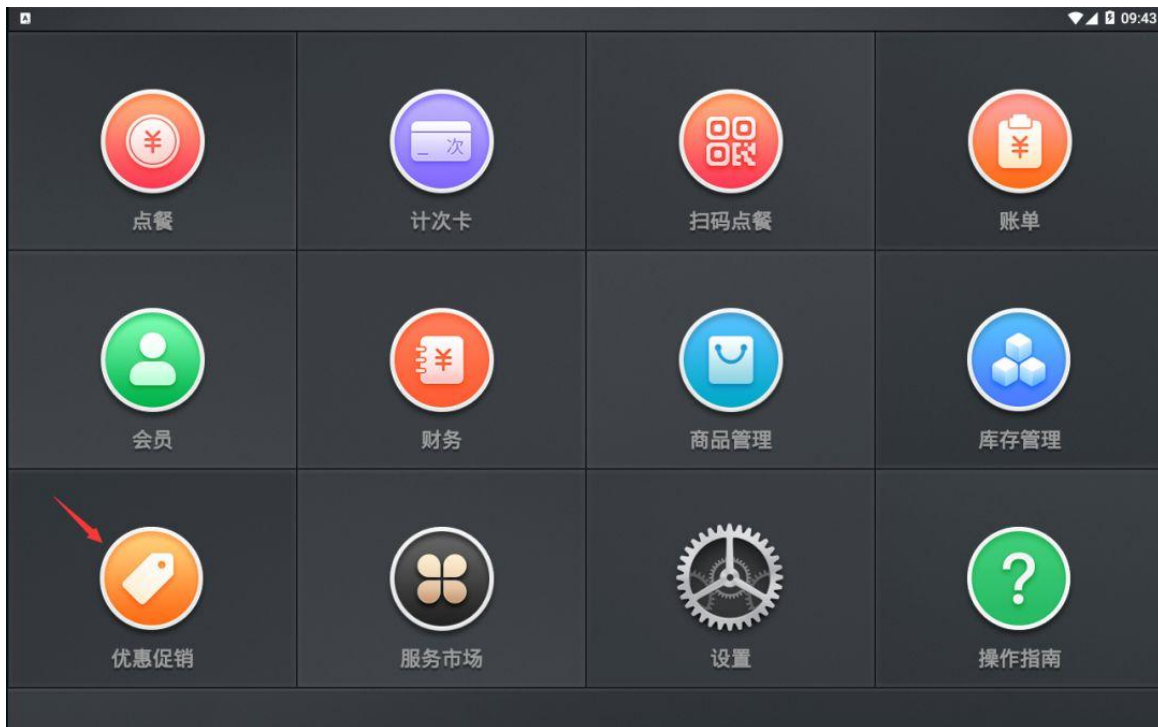 A
09:43
¥
次
¥
点餐
计次卡
扫码点餐
账单
¥
会员
财务
商品管理
库存管理
?
优惠促销
服务市场
设置
操作指南